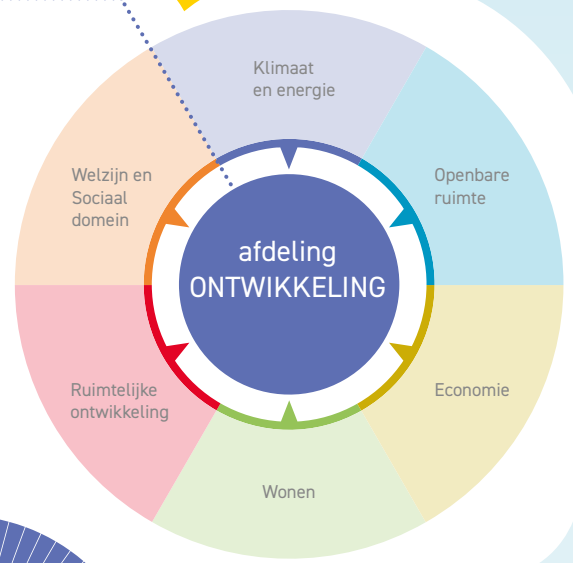 Klimaat
en energie
Openbare
ruimte
Economie
Wonen
Ruimtelijke
ontwikkeling
Welzijn en
Sociaal
domein
afdeling
ONTWIKKELING